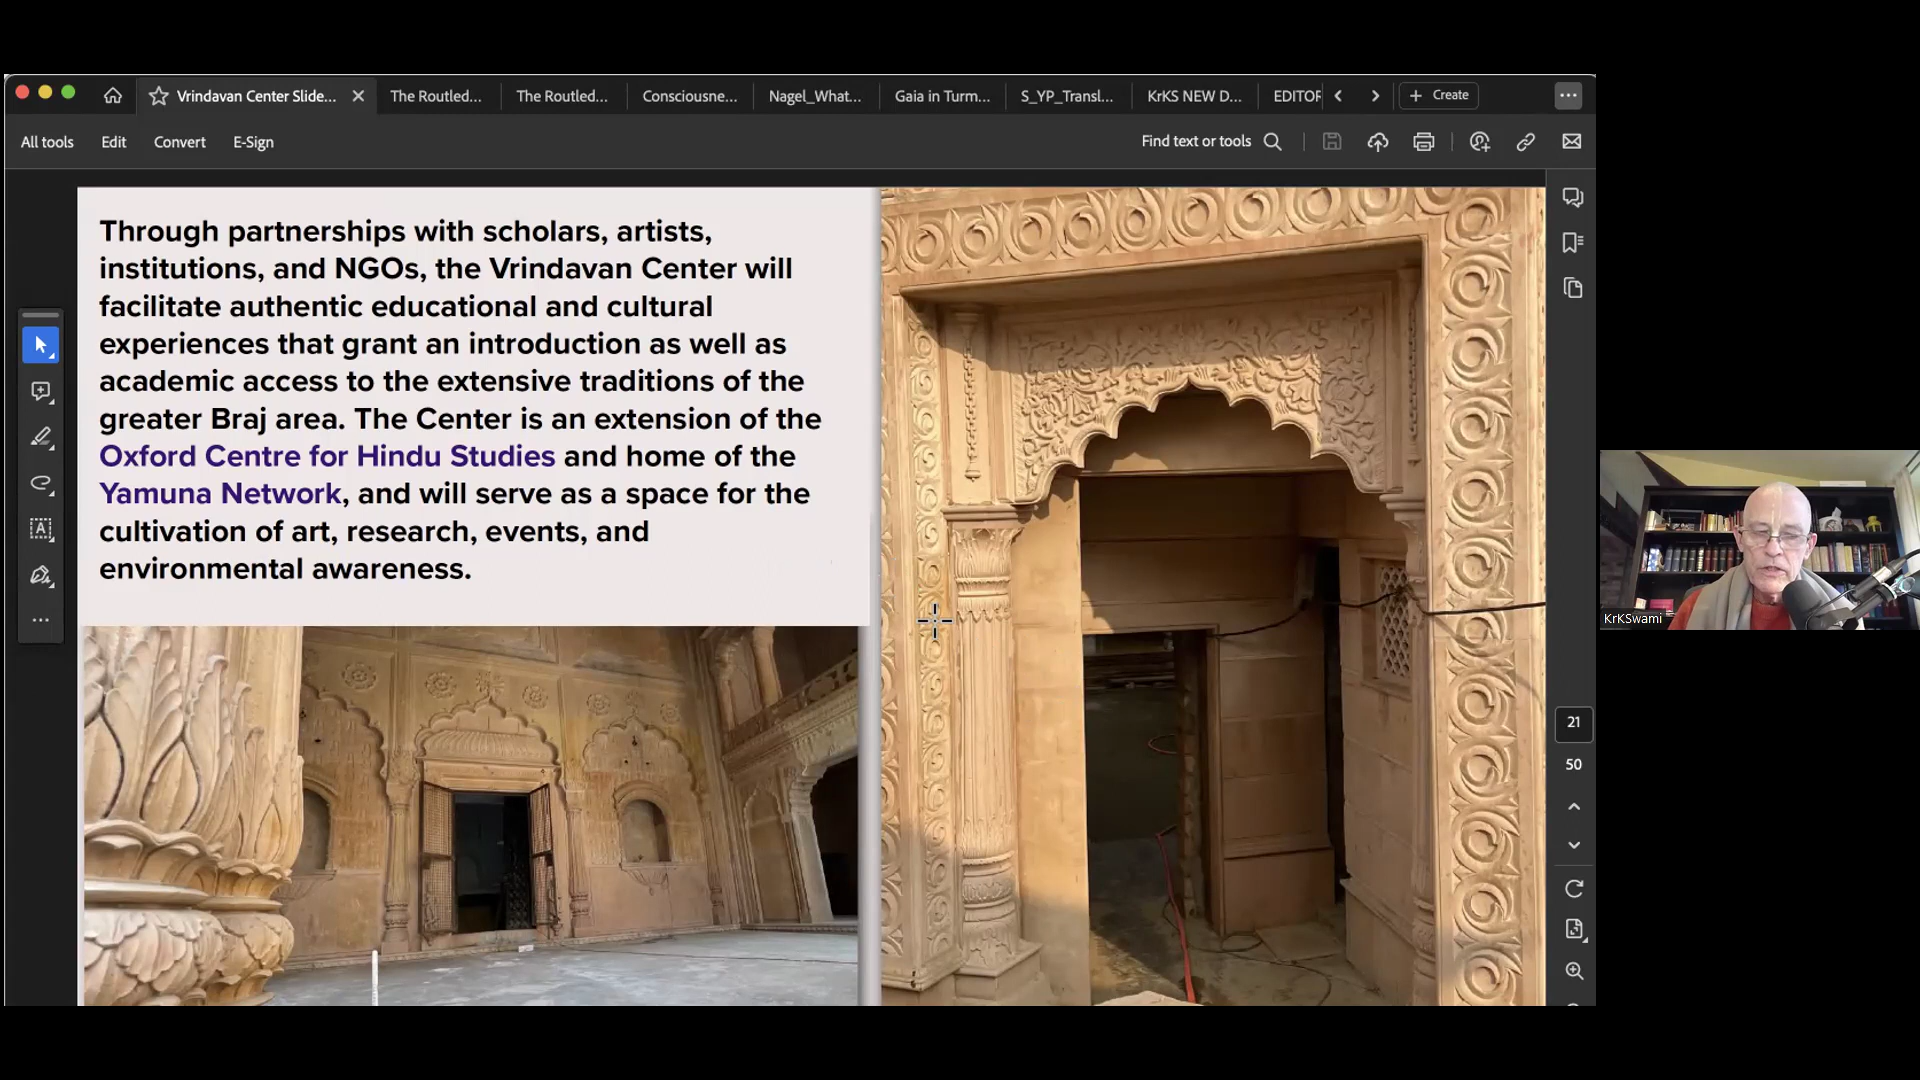 Vrindavan Center Slide...
The Routled...
The Routled...
Consciousne...
Nagel_What...
Gaia in Turm...
S_YP_Transl...
KrKS NEW D...
EDITOR
Create
All tools
Edit
Convert
E-Sign
Find text or tools
Through partnerships with scholars, artists,
institutions, and NGOs, the Vrindavan Center will
facilitate authentic educational and cultural
experiences that grant an introduction as well as
academic access to the extensive traditions of the
greater Braj area. The Center is an extension of the
Oxford Centre for Hindu Studies and home of the
Yamuna Network, and will serve as a space for the
cultivation of art, research, events, and
environmental awareness.
21
50
KrKSwami